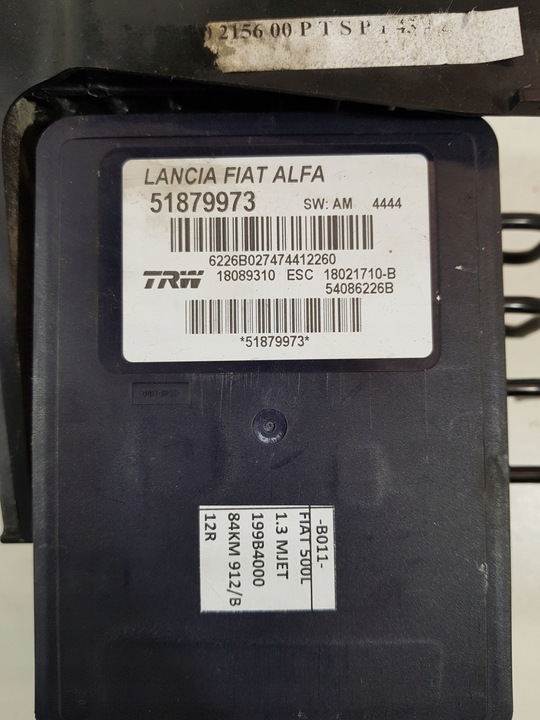 2156 00 P T S P
LANCIA FIAT ALFA
51879973 SW: AM 4444
6226B027474412260
TRW 18089310 ESC 18021710-B
54086226B
*51879973*
-B011-
FIAT 500L
1.3 MJET
199B4000
84KM 912/B
12R